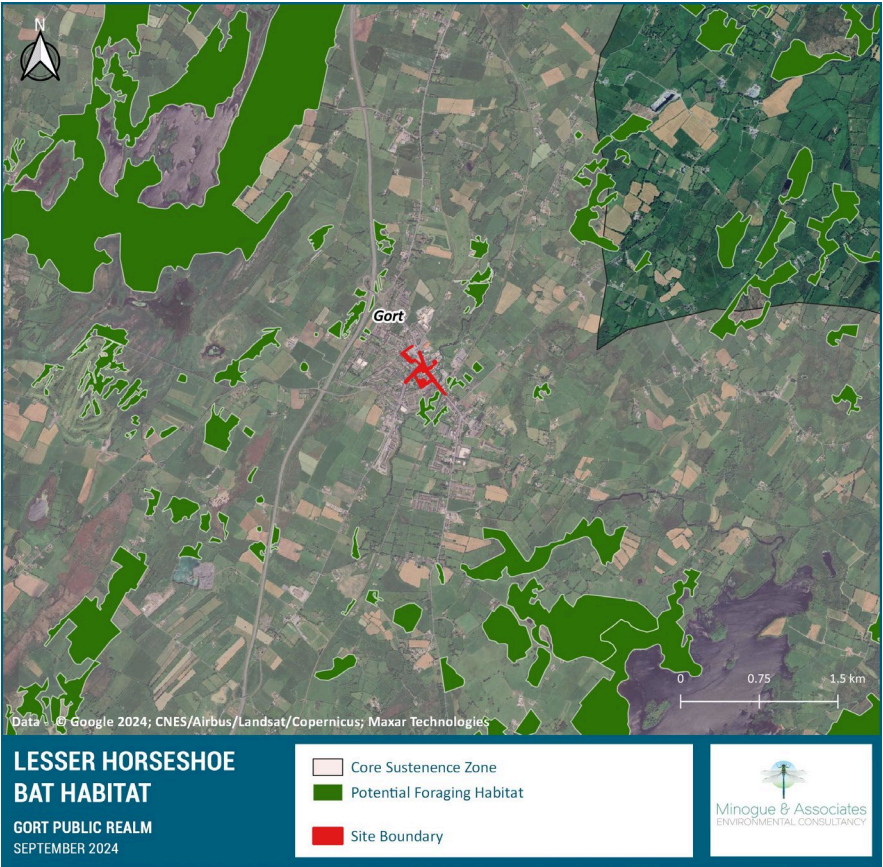 N
Gort
0 0.75 1.5 km
Data - © Google 2024; CNES/Airbus/Landsat/Copernicus; Maxar Technologies
LESSER HORSESHOE
BAT HABITAT
GORT PUBLIC REALM
SEPTEMBER 2024
Core Sustenence Zone
Potential Foraging Habitat
Site Boundary
Minogue & Associates
ENVIRONMENTAL CONSULTANCY